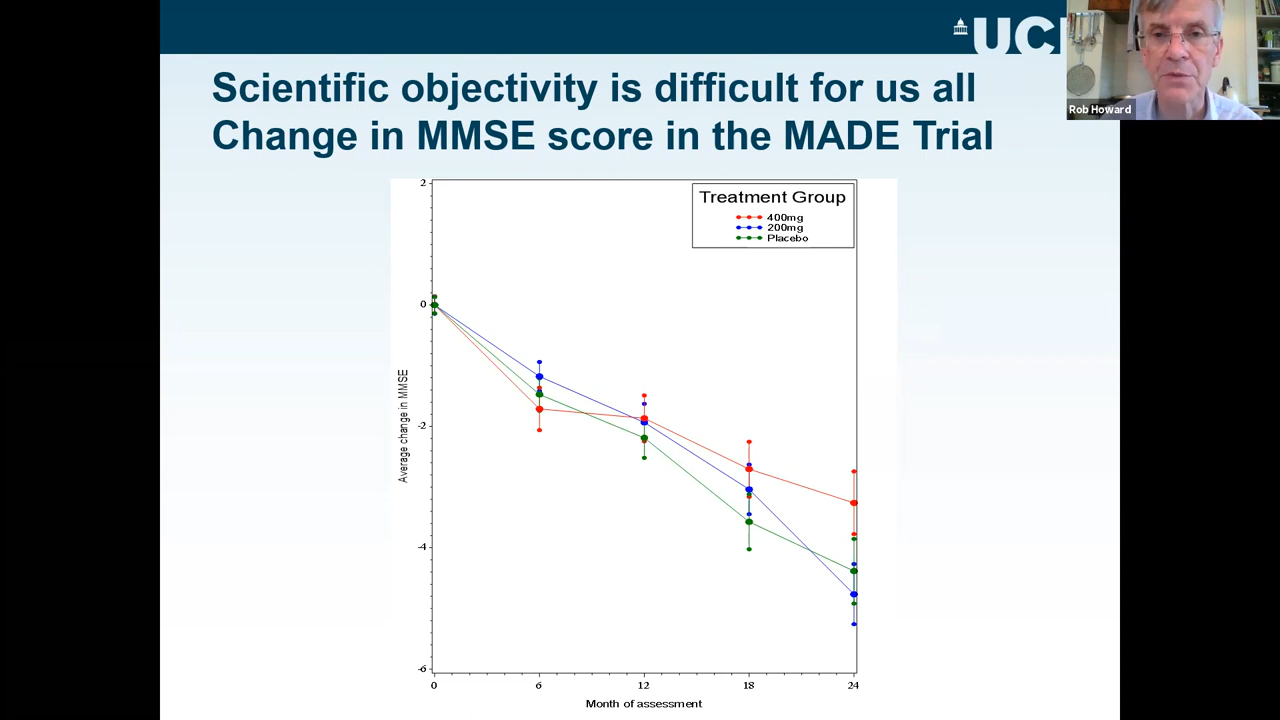 UCL
Rob Howard
Scientific objectivity is difficult for us all
Change in MMSE score in the MADE Trial
Treatment Group
400mg
200mg
Placebo
2
0
-2
-4
-6
Average change in MMSE
0 6 12 18 24
Month of assessment